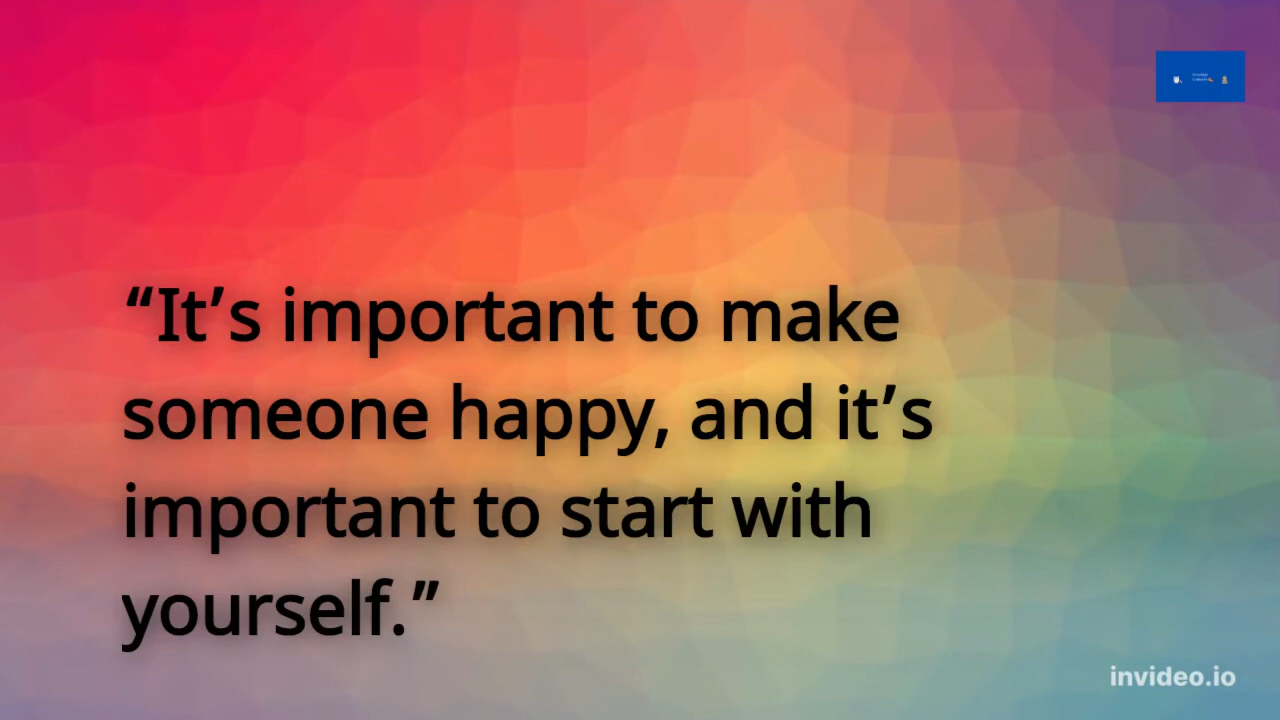 “It’s important to make
someone happy, and it’s
important to start with
yourself.”
invideo.io